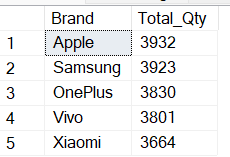 Brand Total_Qty
1 Apple 3932
2 Samsung 3923
3 OnePlus 3830
4 Vivo 3801
5 Xiaomi 3664